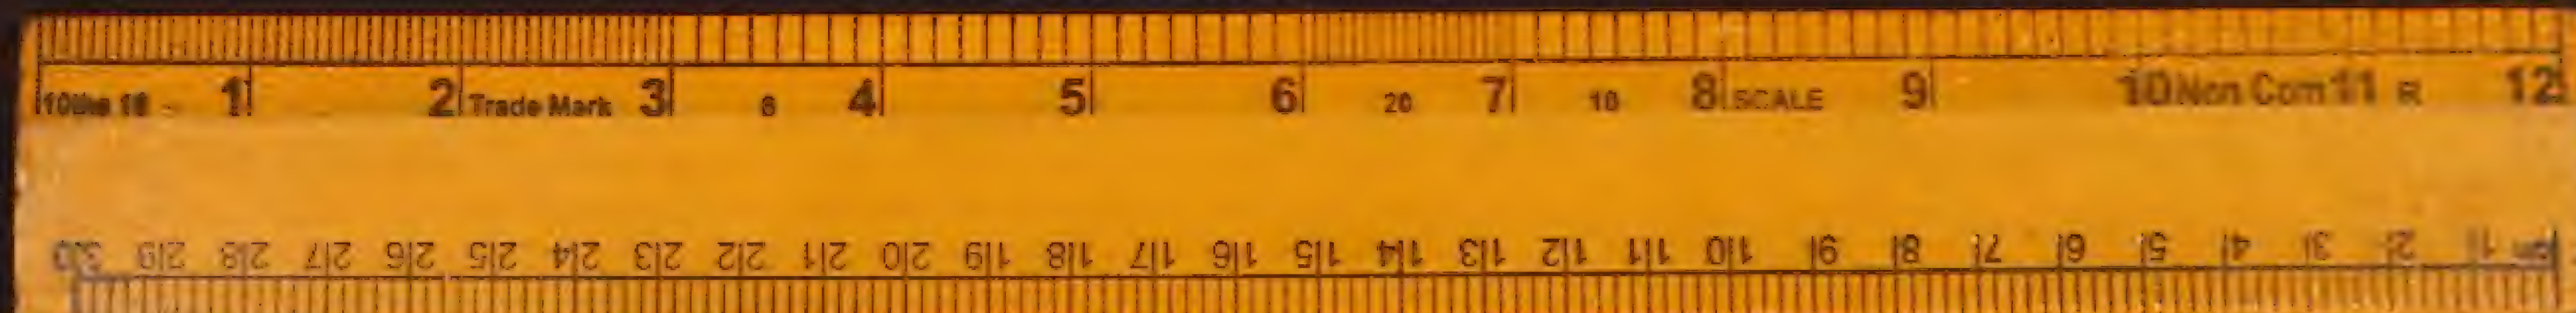 10ths 16 1 2 Trade Mark 3 8 4 5 6 20 7 10 8 SCALE 9 10 Non Com 11 R 12
30 29 28 27 26 25 24 23 22 21 20 19 18 17 16 15 14 13 12 11 10 9 8 7 6 5 4 3 2 1 cm